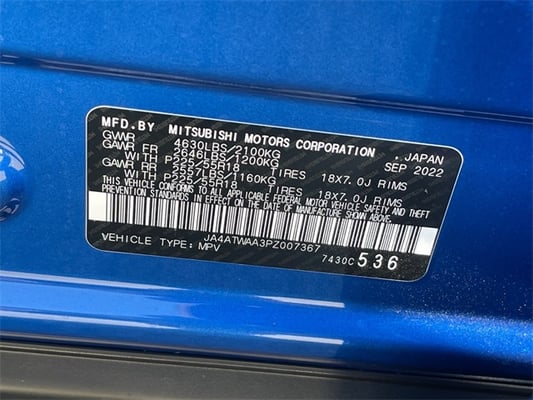 MFD.BY MITSUBISHI MOTORS CORPORATION, JAPAN
GVWR 4630LBS/2100KG SEP 2022
GAWR FR 2646LBS/1200KG
WITH P225/55R18 TIRES 18X7.0J RIMS
GAWR RR 2557LBS/1160KG
WITH P225/55R18 TIRES 18X7.0J RIMS
THIS VEHICLE CONFORMS TO ALL APPLICABLE FEDERAL MOTOR VEHICLE SAFETY AND THEFT
PREVENTION STANDARDS IN EFFECT ON THE DATE OF MANUFACTURE SHOWN ABOVE.
JA4ATWAA3PZ007367
VEHICLE TYPE: MPV
7430C 536